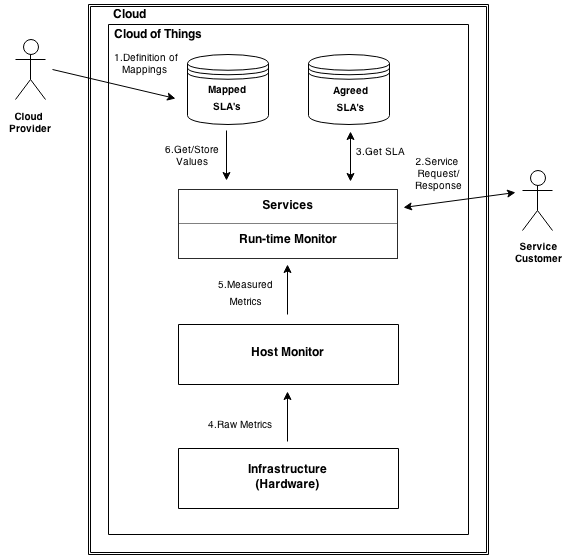 Cloud
Cloud of Things
1.Definition of
Mappings
Mapped
SLA's
Agreed
SLA's
Cloud
Provider
6.Get/Store
Values
3.Get SLA
2.Service
Request/
Response
Services
Run-time Monitor
Service
Customer
5.Measured
Metrics
Host Monitor
4.Raw Metrics
Infrastructure
(Hardware)